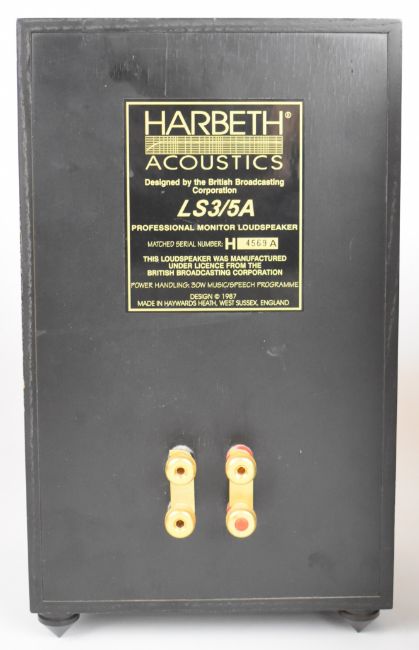 HARBETH®
ACOUSTICS
Designed by the British Broadcasting
Corporation
LS3/5A
PROFESSIONAL MONITOR LOUDSPEAKER
MATCHED SERIAL NUMBER: H 4569 A
THIS LOUDSPEAKER WAS MANUFACTURED
UNDER LICENCE FROM THE
BRITISH BROADCASTING CORPORATION
POWER HANDLING: 30W MUSIC/SPEECH PROGRAMME
DESIGN © 1987
MADE IN HAYWARDS HEATH, WEST SUSSEX, ENGLAND